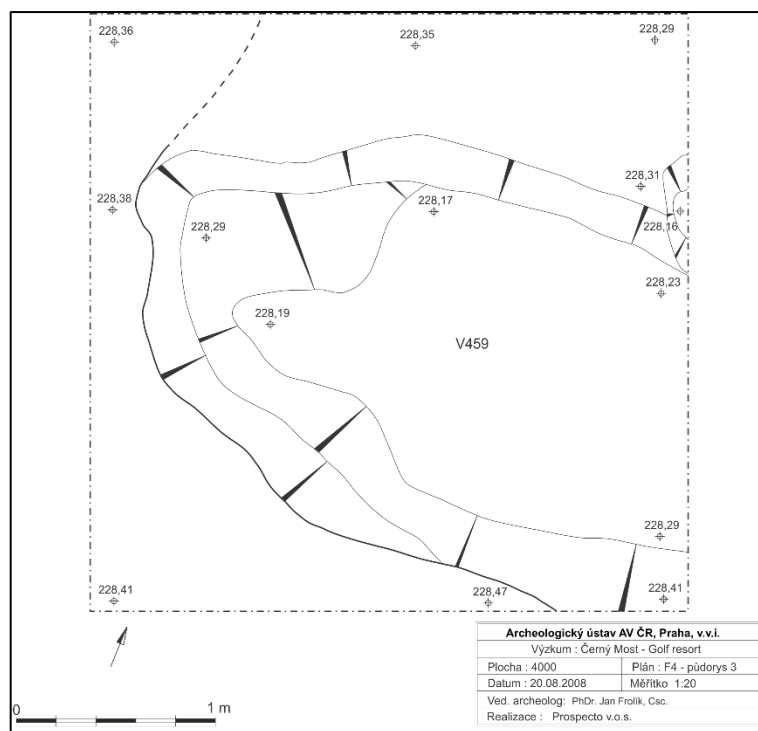 228,36
228,35
228,29
228,31
228,38
228,17
228,16
228,29
228,23
228,19
V459
228,29
228,41
228,47
228,41
Archeologický ústav AV ČR, Praha, v.v.i.
Výzkum : Černý Most - Golf resort
Plocha : 4000
Plán : F4 - půdorys 3
Datum : 20.08.2008
Měřítko 1:20
Ved. archeolog: PhDr. Jan Frolík, Csc.
Realizace : Prospecto v.o.s.
0
1 m